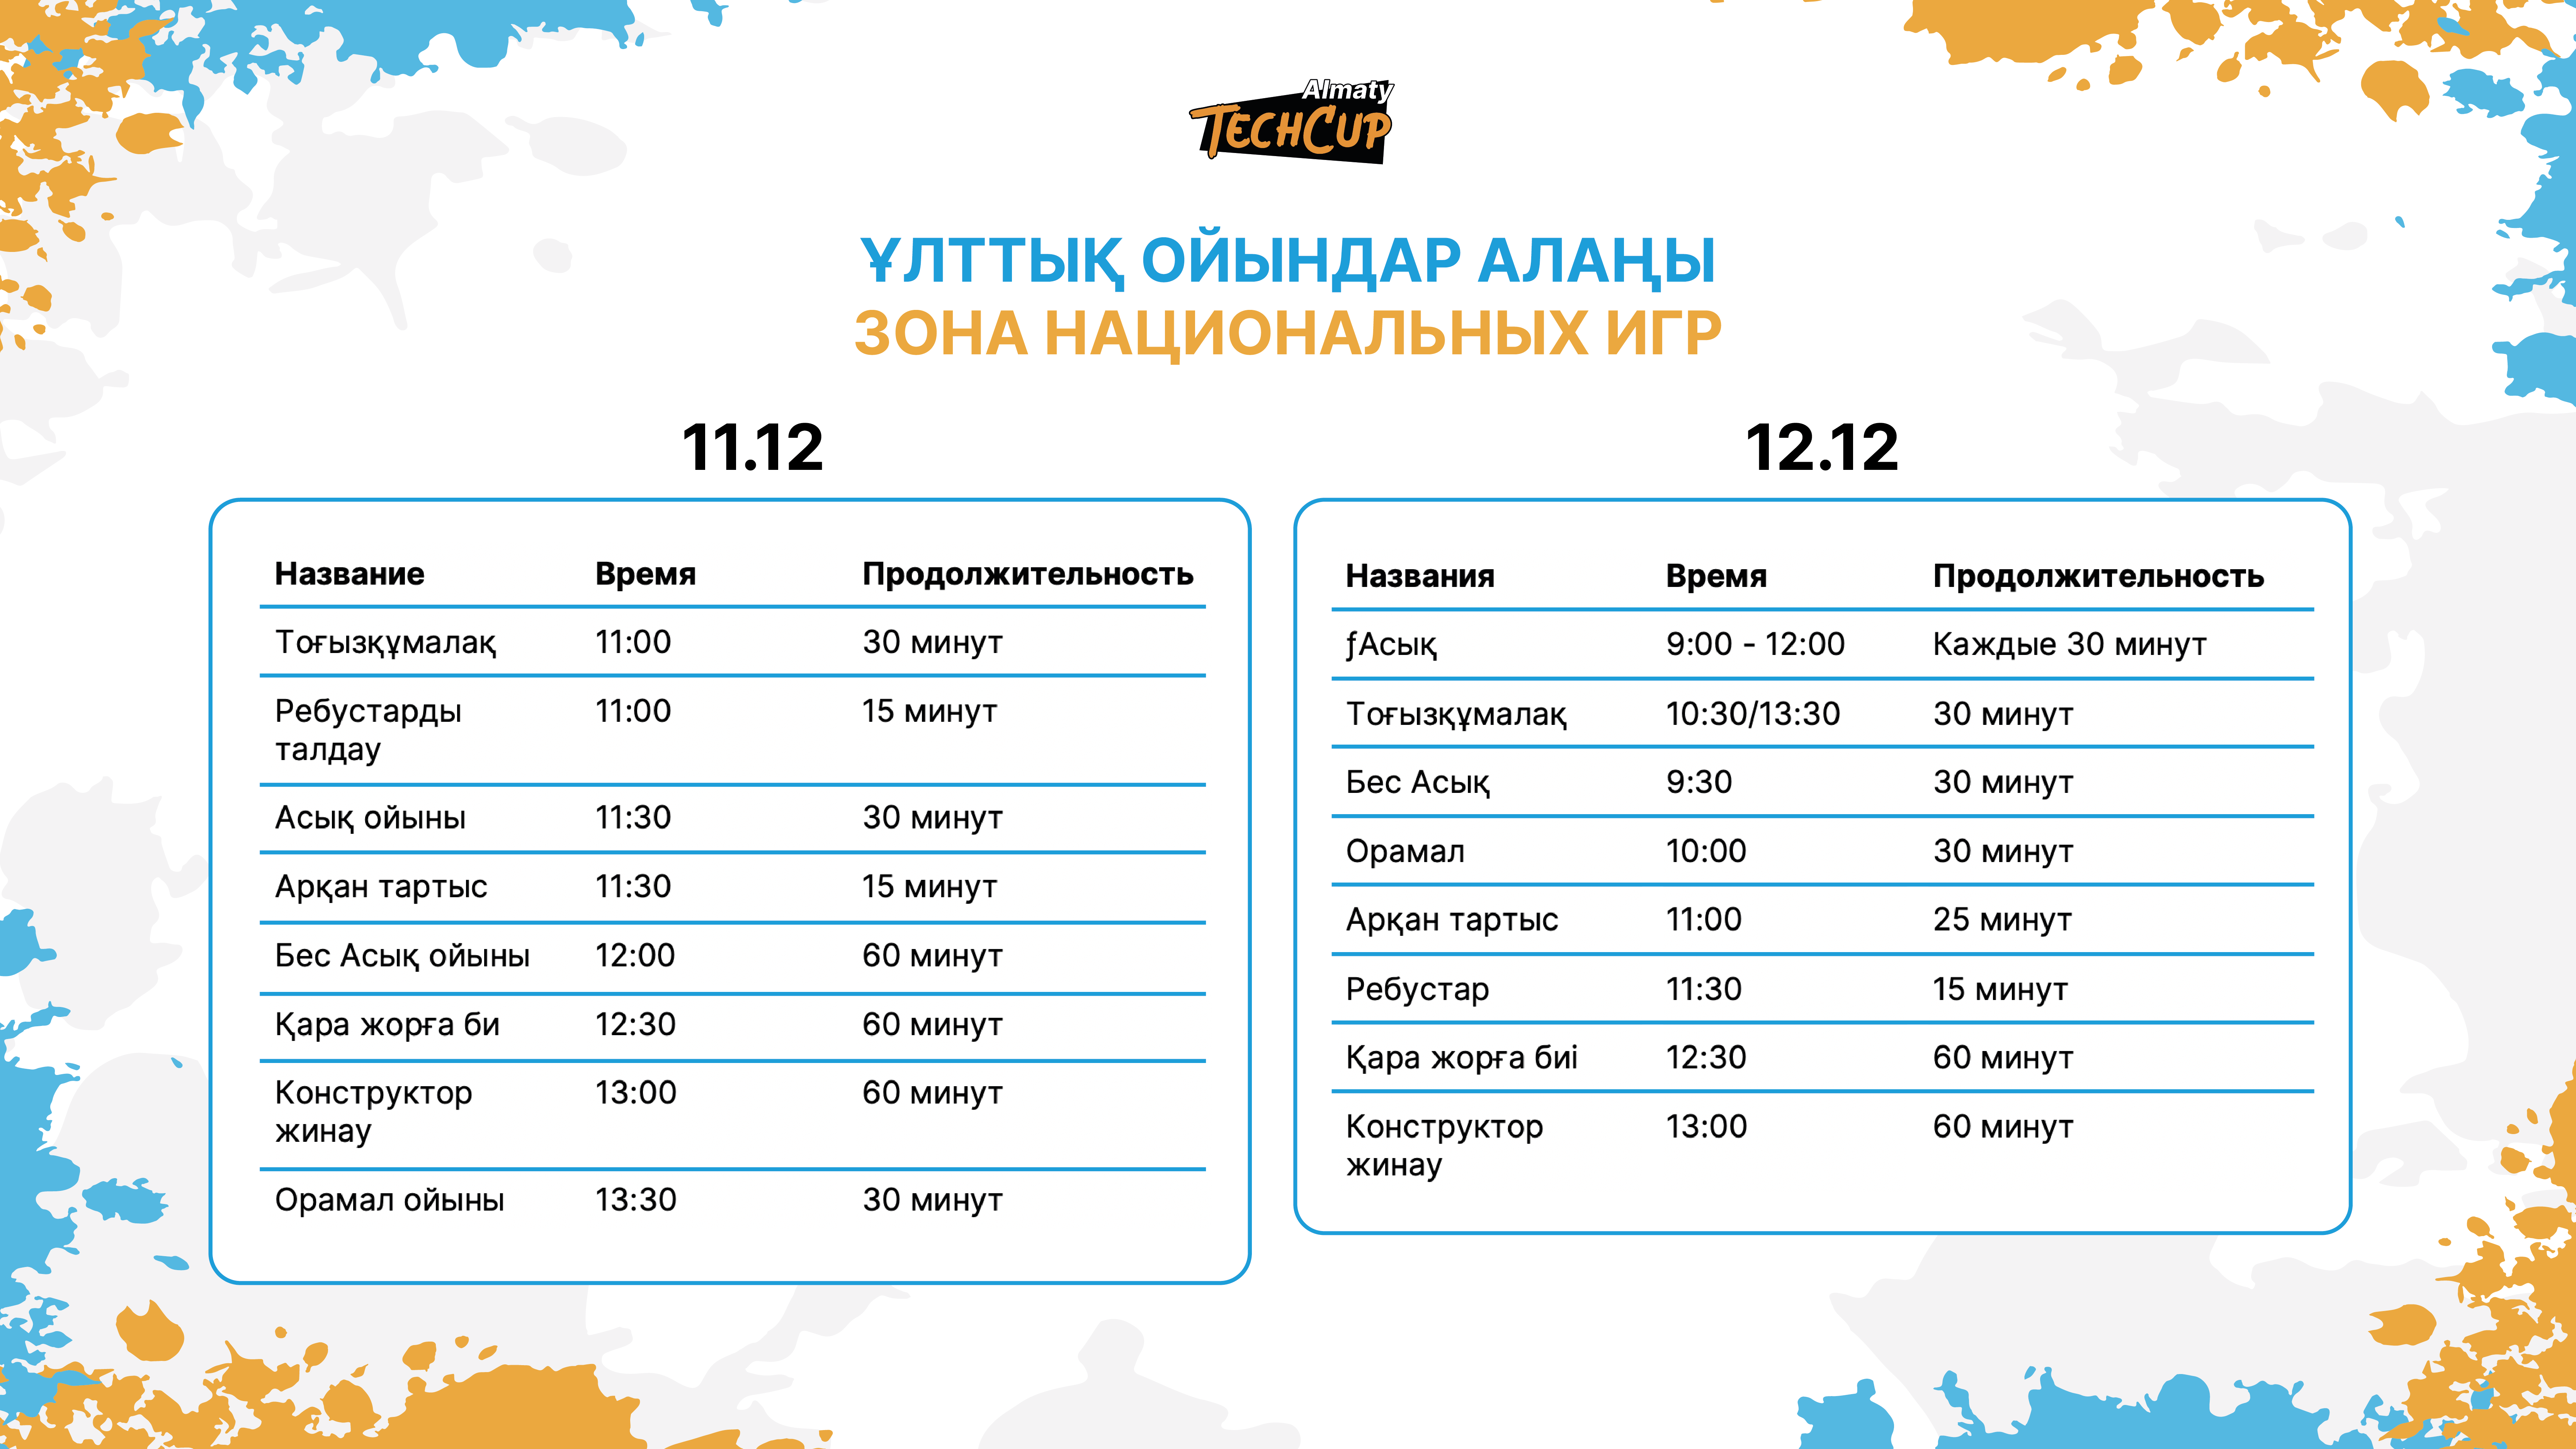 Almaty
TECHCUP
ҰЛТТЫҚ ОЙЫНДАР АЛАҢЫ
ЗОНА НАЦИОНАЛЬНЫХ ИГР
11.12
Название Время Продолжительность
Тоғызқұмалақ 11:00 30 минут
Ребустарды 11:00 15 минут
талдау
Асық ойыны 11:30 30 минут
Арқан тартыс 11:30 15 минут
Бес Асық ойыны 12:00 60 минут
Қара жорға би 12:30 60 минут
Конструктор 13:00 60 минут
жинау
Орамал ойыны 13:30 30 минут
12.12
Названия Время Продолжительность
ƒАсық 9:00 - 12:00 Каждые 30 минут
Тоғызқұмалақ 10:30/13:30 30 минут
Бес Асық 9:30 30 минут
Орамал 10:00 30 минут
Арқан тартыс 11:00 25 минут
Ребустар 11:30 15 минут
Қара жорға биі 12:30 60 минут
Конструктор 13:00 60 минут
жинау